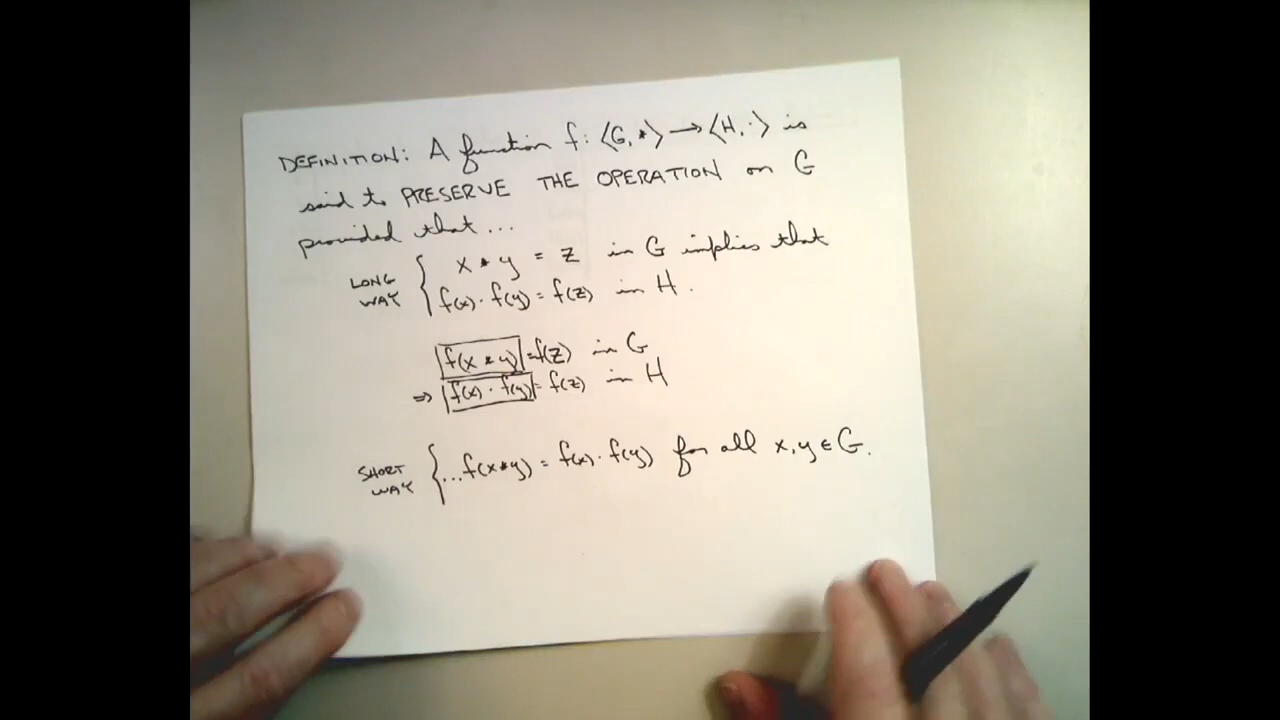 DEFINITION: A function f: ⟨G, *⟩ → ⟨H, ·⟩ is
said to PRESERVE THE OPERATION on G
provided that ...
LONG WAY { x * y = z in G implies that
f(x) · f(y) = f(z) in H.
f(x * y) = f(z) in G
⇒ f(x) · f(y) = f(z) in H
SHORT WAY { ... f(x*y) = f(x) · f(y) for all x, y ∈ G.